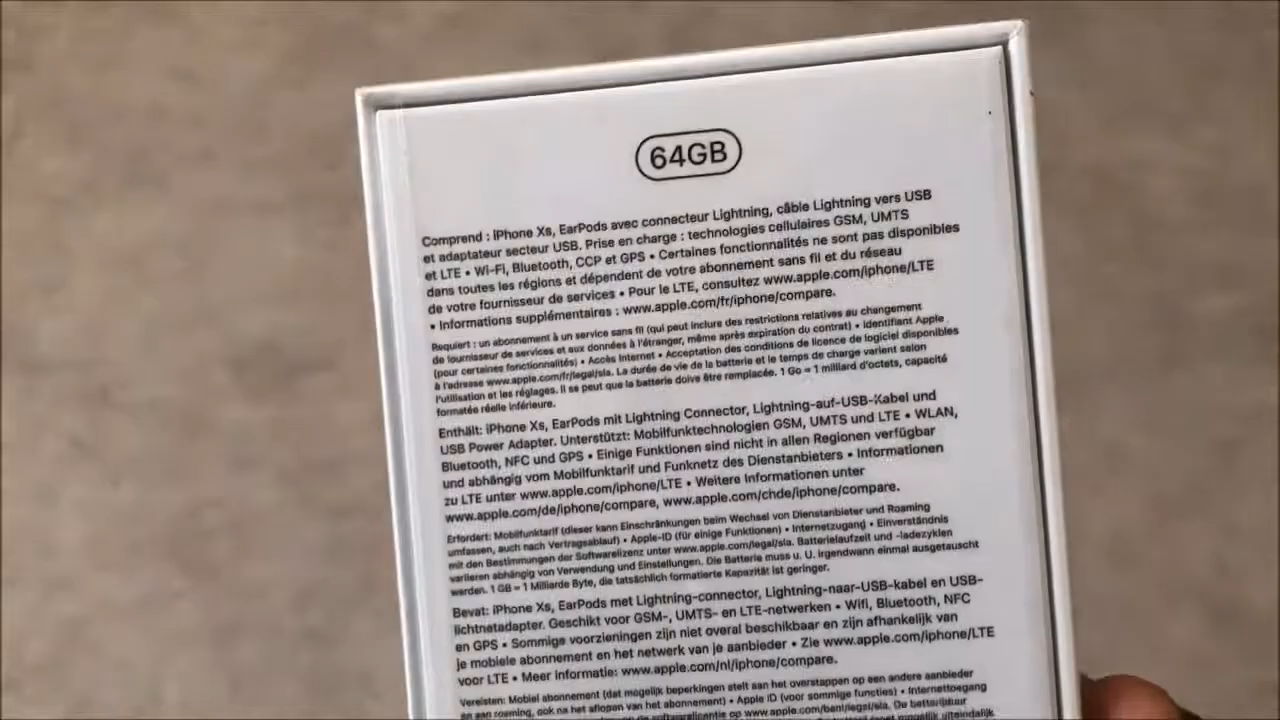 64GB
Comprend : iPhone Xs, EarPods avec connecteur Lightning, câble Lightning vers USB
et adaptateur secteur USB. Prise en charge : technologies cellulaires GSM, UMTS
et LTE • Wi-Fi, Bluetooth, CCP et GPS • Certaines fonctionnalités ne sont pas disponibles
dans toutes les régions et dépendent de votre abonnement sans fil et du réseau
de votre fournisseur de services • Pour le LTE, consultez www.apple.com/iphone/LTE
• Informations supplémentaires : www.apple.com/fr/iphone/compare.
Requiert : un abonnement à un service sans fil (qui peut inclure des restrictions relatives au changement
de fournisseur de services et aux données à l'étranger, même après expiration du contrat) • Identifiant Apple
(pour certaines fonctionnalités) • Accès Internet • Acceptation des conditions de licence de logiciel disponibles
à l'adresse www.apple.com/fr/legal/sla. La durée de vie de la batterie et le temps de charge varient selon
l'utilisation et les réglages. Il se peut que la batterie doive être remplacée. 1 Go = 1 milliard d'octets, capacité
formatée réelle inférieure.
Enthält: iPhone Xs, EarPods mit Lightning Connector, Lightning-auf-USB-Kabel und
USB Power Adapter. Unterstützt: Mobilfunktechnologien GSM, UMTS und LTE • WLAN,
Bluetooth, NFC und GPS • Einige Funktionen sind nicht in allen Regionen verfügbar
und abhängig vom Mobilfunktarif und Funknetz des Dienstanbieters • Informationen
zu LTE unter www.apple.com/iphone/LTE • Weitere Informationen unter
www.apple.com/de/iphone/compare, www.apple.com/chde/iphone/compare.
Erfordert: Mobilfunktarif (dieser kann Einschränkungen beim Wechsel von Dienstanbieter und Roaming
umfassen, auch nach Vertragsablauf) • Apple-ID (für einige Funktionen) • Internetzugang • Einverständnis
mit den Bestimmungen der Softwarelizenz unter www.apple.com/legal/sla. Batterielaufzeit und -ladezyklen
variieren abhängig von Verwendung und Einstellungen. Die Batterie muss u. U. irgendwann einmal ausgetauscht
werden. 1 GB = 1 Milliarde Byte, die tatsächlich formatierte Kapazität ist geringer.
Bevat: iPhone Xs, EarPods met Lightning-connector, Lightning-naar-USB-kabel en USB-
lichtnetadapter. Geschikt voor GSM-, UMTS- en LTE-netwerken • Wifi, Bluetooth, NFC
en GPS • Sommige voorzieningen zijn niet overal beschikbaar en zijn afhankelijk van
je mobiele abonnement en het netwerk van je aanbieder • Zie www.apple.com/iphone/LTE
voor LTE • Meer informatie: www.apple.com/nl/iphone/compare.
Vereisten: Mobiel abonnement (dat mogelijk beperkingen stelt aan het overstappen op een andere aanbieder
en aan roaming, ook na het aflopen van het abonnement) • Apple ID (voor sommige functies) • Internettoegang
softwarelicentie op www.apple.com/benl/legal/sla. De batterijduur